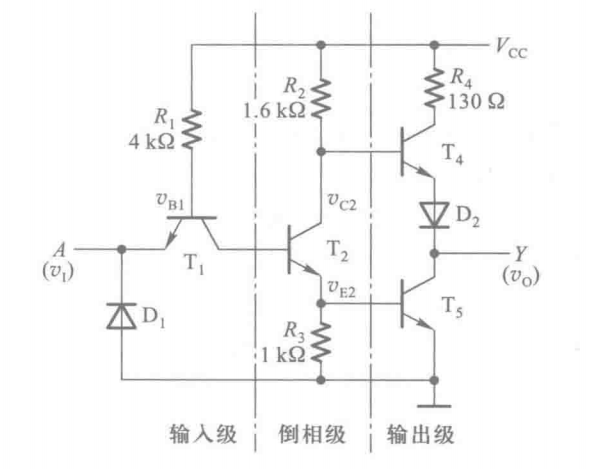 V_CC
R_1
4 kΩ
R_2
1.6 kΩ
R_4
130 Ω
T_4
v_B1
v_C2
D_2
A
(v_I)
T_1
T_2
Y
(v_O)
v_E2
D_1
R_3
1 kΩ
T_5
输入级 倒相级 输出级